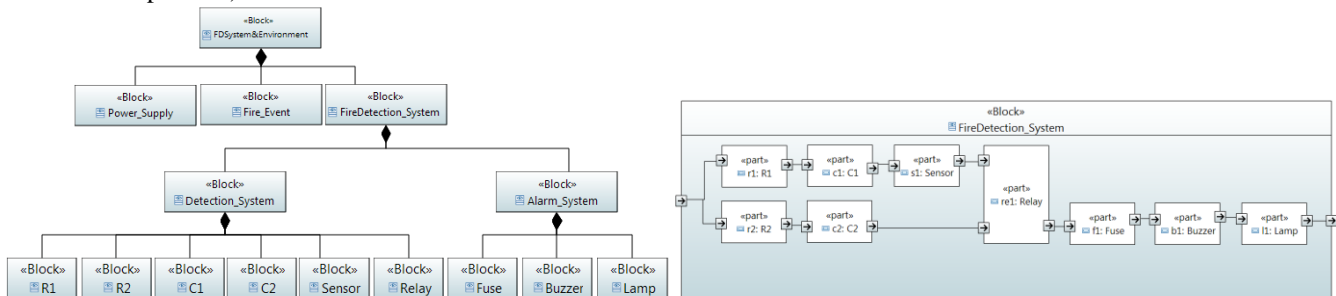 «Block»
FDSystem&Environment
«Block»
Power_Supply
«Block»
Fire_Event
«Block»
FireDetection_System
«Block»
Detection_System
«Block»
Alarm_System
«Block»
R1
«Block»
R2
«Block»
C1
«Block»
C2
«Block»
Sensor
«Block»
Relay
«Block»
Fuse
«Block»
Buzzer
«Block»
Lamp
«Block»
FireDetection_System
«part»
r1: R1
«part»
c1: C1
«part»
s1: Sensor
«part»
re1: Relay
«part»
r2: R2
«part»
c2: C2
«part»
f1: Fuse
«part»
b1: Buzzer
«part»
l1: Lamp